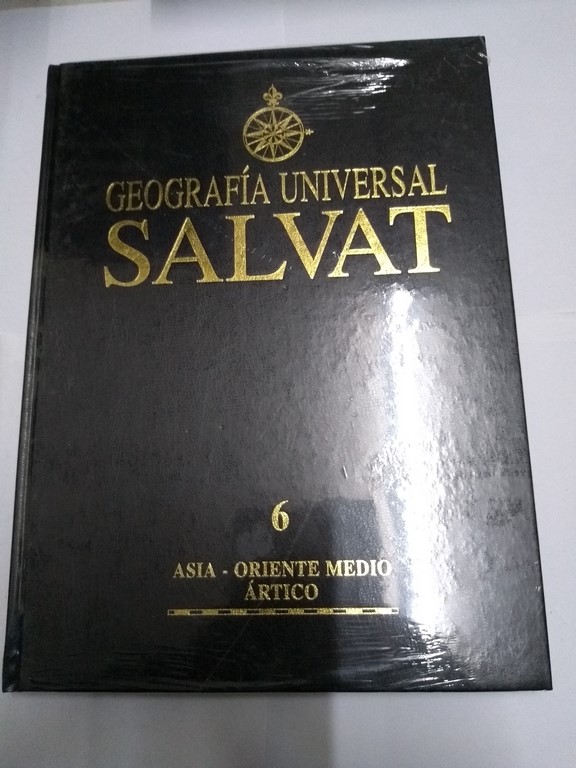 GEOGRAFÍA UNIVERSAL
SALVAT
6
ASIA - ORIENTE MEDIO
ÁRTICO